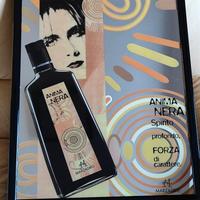 ANIMA
NERA
ANIMA
NERA
Spirito
profondo,
FORZA
di
carattere.